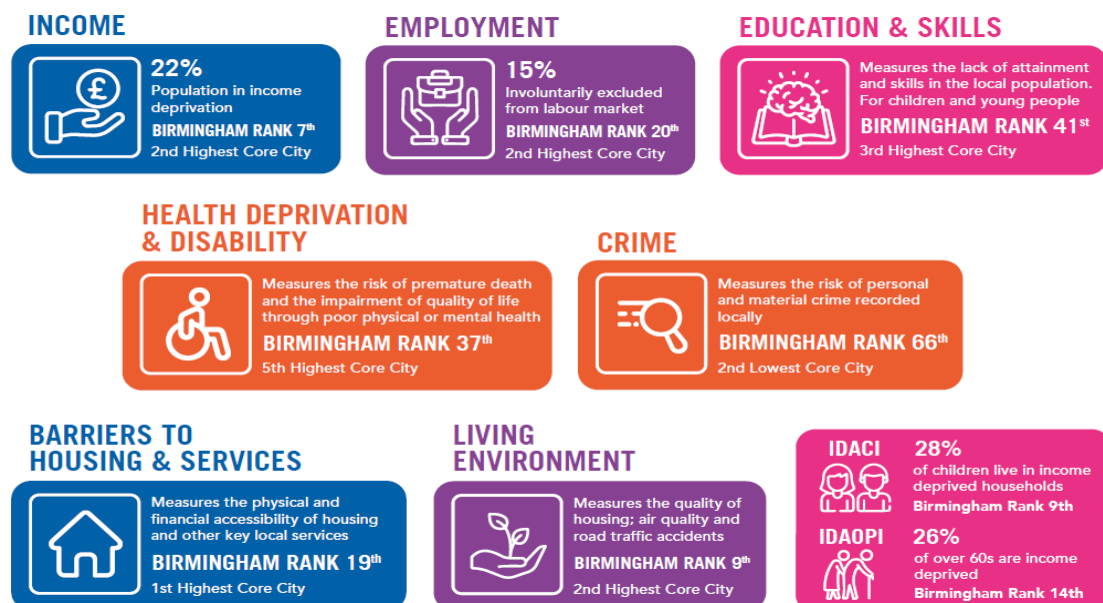 INCOME
22%
Population in income
deprivation
BIRMINGHAM RANK 7th
2nd Highest Core City
EMPLOYMENT
15%
Involuntarily excluded
from labour market
BIRMINGHAM RANK 20th
2nd Highest Core City
EDUCATION & SKILLS
Measures the lack of attainment
and skills in the local population.
For children and young people
BIRMINGHAM RANK 41st
3rd Highest Core City
HEALTH DEPRIVATION
& DISABILITY
Measures the risk of premature death
and the impairment of quality of life
through poor physical or mental health
BIRMINGHAM RANK 37th
5th Highest Core City
CRIME
Measures the risk of personal
and material crime recorded
locally
BIRMINGHAM RANK 66th
2nd Lowest Core City
BARRIERS TO
HOUSING & SERVICES
Measures the physical and
financial accessibility of housing
and other key local services
BIRMINGHAM RANK 19th
1st Highest Core City
LIVING
ENVIRONMENT
Measures the quality of
housing; air quality and
road traffic accidents
BIRMINGHAM RANK 9th
2nd Highest Core City
IDACI
28%
of children live in income
deprived households
Birmingham Rank 9th
IDAOPI
26%
of over 60s are income
deprived
Birmingham Rank 14th